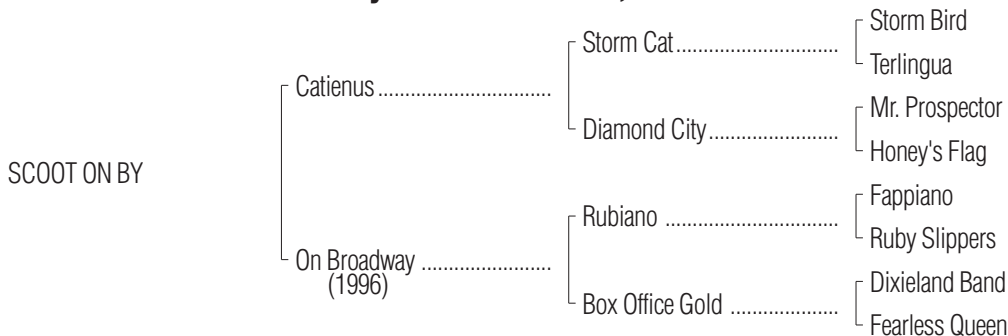 Storm Bird
Storm Cat..................................
Terlingua
Catienus....................................
Mr. Prospector
Diamond City...........................
Honey's Flag
SCOOT ON BY
Fappiano
Rubiano ...................................
Ruby Slippers
On Broadway ...........................
(1996)
Dixieland Band
Box Office Gold ......................
Fearless Queen